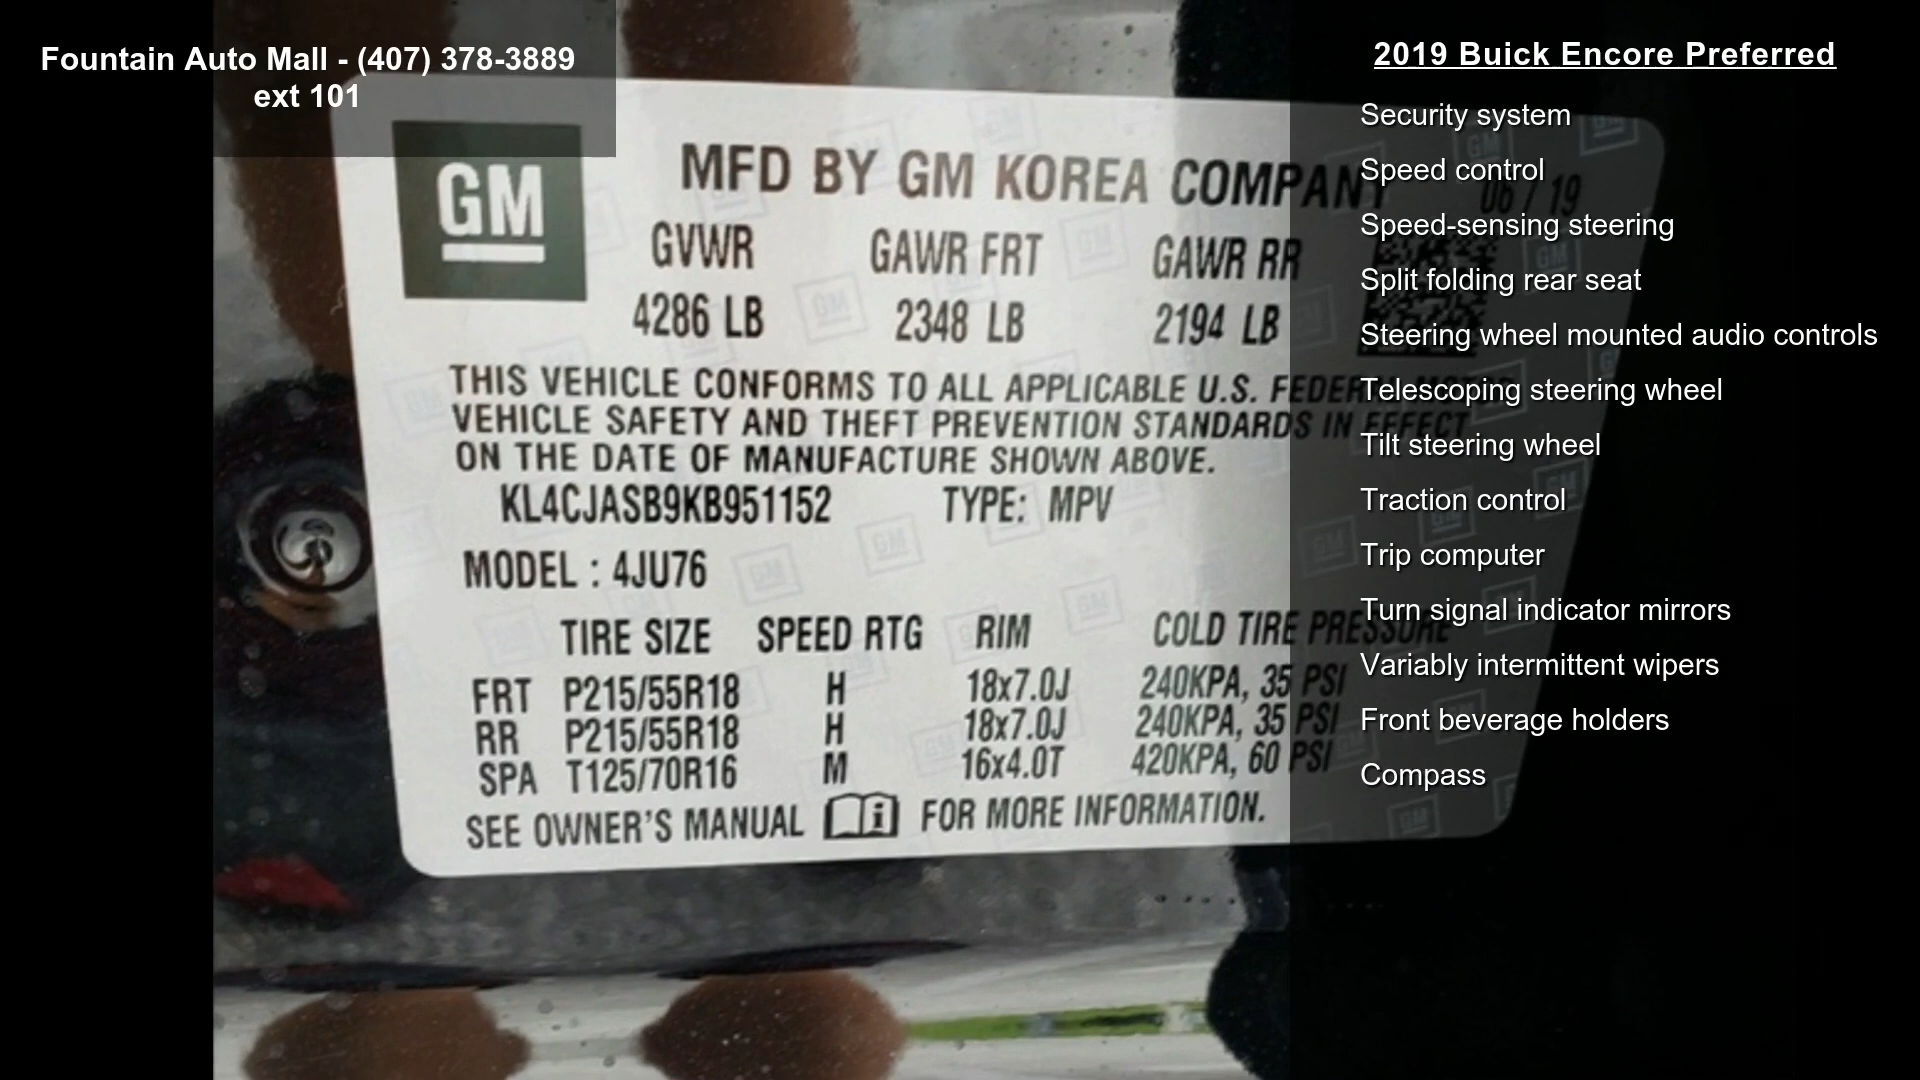 Fountain Auto Mall - (407) 378-3889
ext 101
2019 Buick Encore Preferred
Security system
Speed control
Speed-sensing steering
Split folding rear seat
Steering wheel mounted audio controls
Telescoping steering wheel
Tilt steering wheel
Traction control
Trip computer
Turn signal indicator mirrors
Variably intermittent wipers
Front beverage holders
Compass
GM
MFD BY GM KOREA COMPANY 06 / 19
GVWR GAWR FRT GAWR RR
4286 LB 2348 LB 2194 LB
THIS VEHICLE CONFORMS TO ALL APPLICABLE U.S. FEDERAL
VEHICLE SAFETY AND THEFT PREVENTION STANDARDS IN EFFECT
ON THE DATE OF MANUFACTURE SHOWN ABOVE.
KL4CJASB9KB951152 TYPE: MPV
MODEL : 4JU76
TIRE SIZE SPEED RTG RIM COLD TIRE PRESSURE
FRT P215/55R18 H 18x7.0J 240KPA, 35 PSI
RR P215/55R18 H 18x7.0J 240KPA, 35 PSI
SPA T125/70R16 M 16x4.0T 420KPA, 60 PSI
SEE OWNER'S MANUAL FOR MORE INFORMATION.